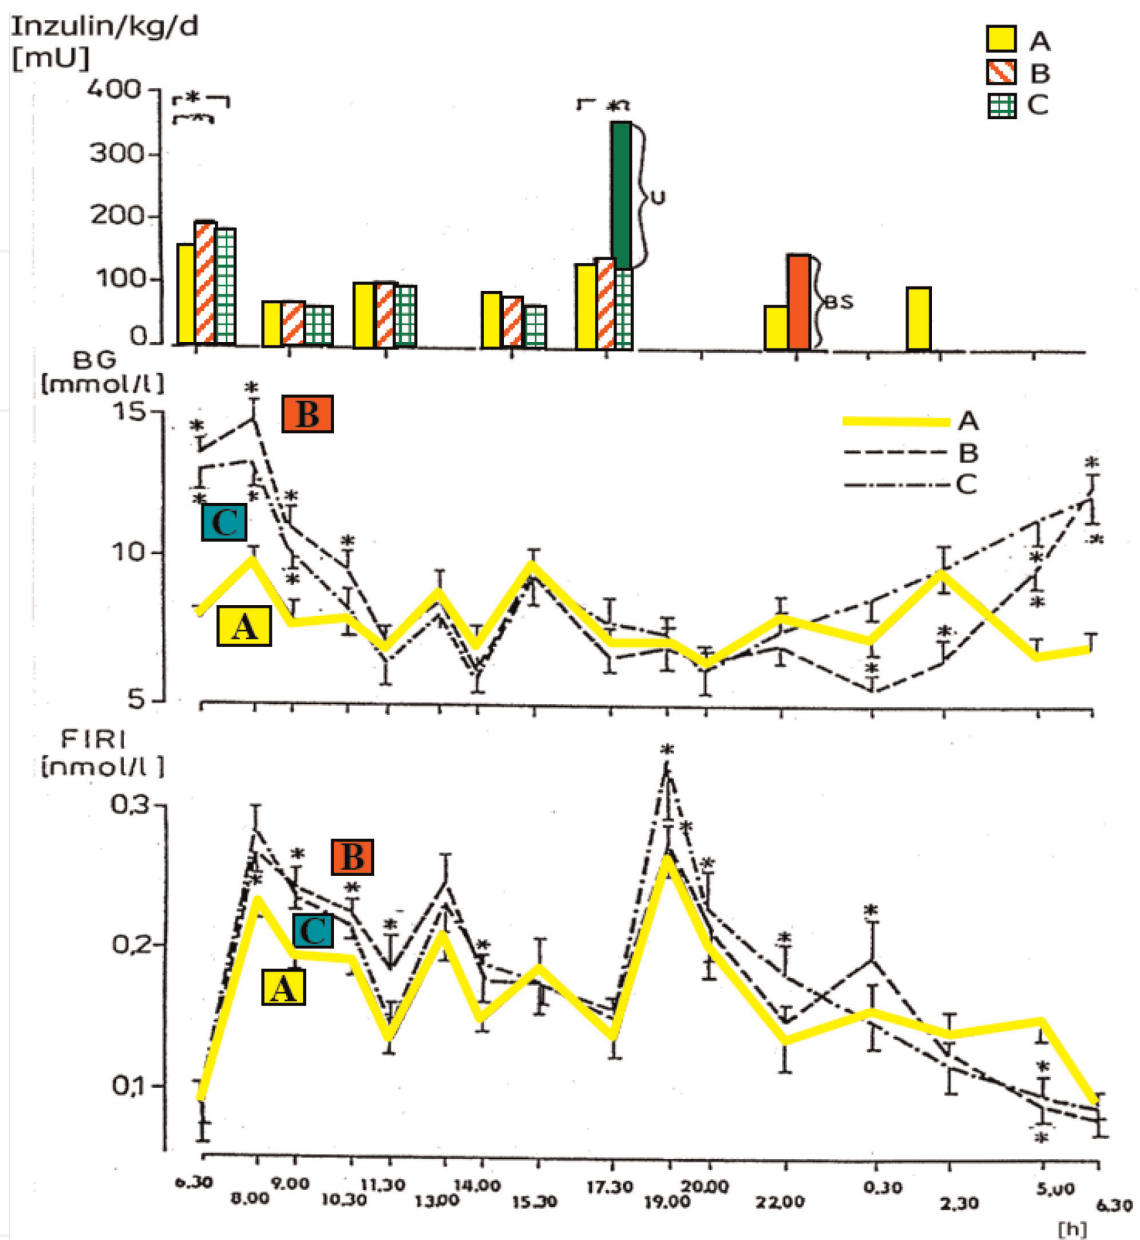 Inzulin/kg/d
[mU]
A
B
C
400
300
200
100
0
*
*
*
U
BS
BG
[mmol/l]
15
10
5
A
B
C
B
C
A
* * * * * * * * * * * * *
FIRI
[nmol/l]
0,3
0,2
0,1
B
C
A
* * * * * * * * * * * *
6.30 8.00 9.00 10.30 11.30 13.00 14.00 15.30 17.30 19.00 20.00 22.00 0.30 2,30 5,00 6.30
[h]